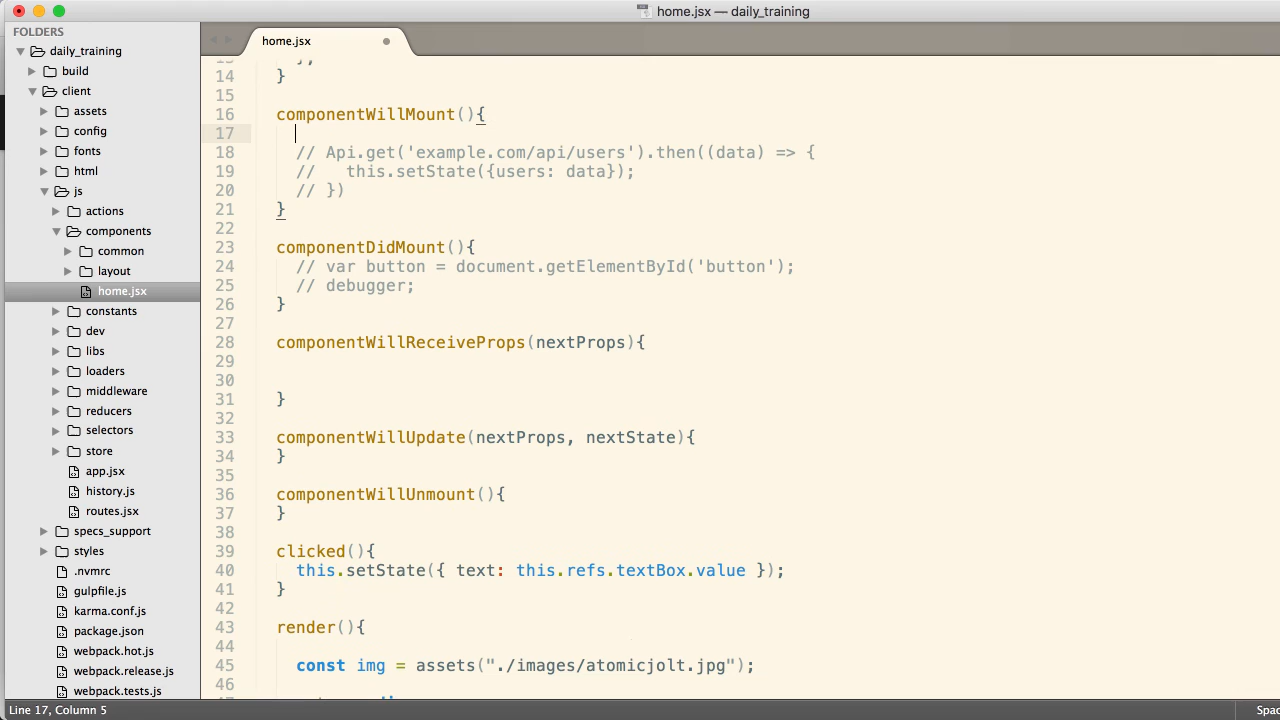 home.jsx — daily_training
FOLDERS
daily_training
build
client
assets
config
fonts
html
js
actions
components
common
layout
home.jsx
constants
dev
libs
loaders
middleware
reducers
selectors
store
app.jsx
history.js
routes.jsx
specs_support
styles
.nvmrc
gulpfile.js
karma.conf.js
package.json
webpack.hot.js
webpack.release.js
webpack.tests.js
home.jsx
14 }
15
16 componentWillMount(){
17
18 // Api.get('example.com/api/users').then((data) => {
19 //   this.setState({users: data});
20 // })
21 }
22
23 componentDidMount(){
24 // var button = document.getElementById('button');
25 // debugger;
26 }
27
28 componentWillReceiveProps(nextProps){
29
30
31 }
32
33 componentWillUpdate(nextProps, nextState){
34 }
35
36 componentWillUnmount(){
37 }
38
39 clicked(){
40 this.setState({ text: this.refs.textBox.value });
41 }
42
43 render(){
44
45 const img = assets("./images/atomicjolt.jpg");
46
Line 17, Column 5